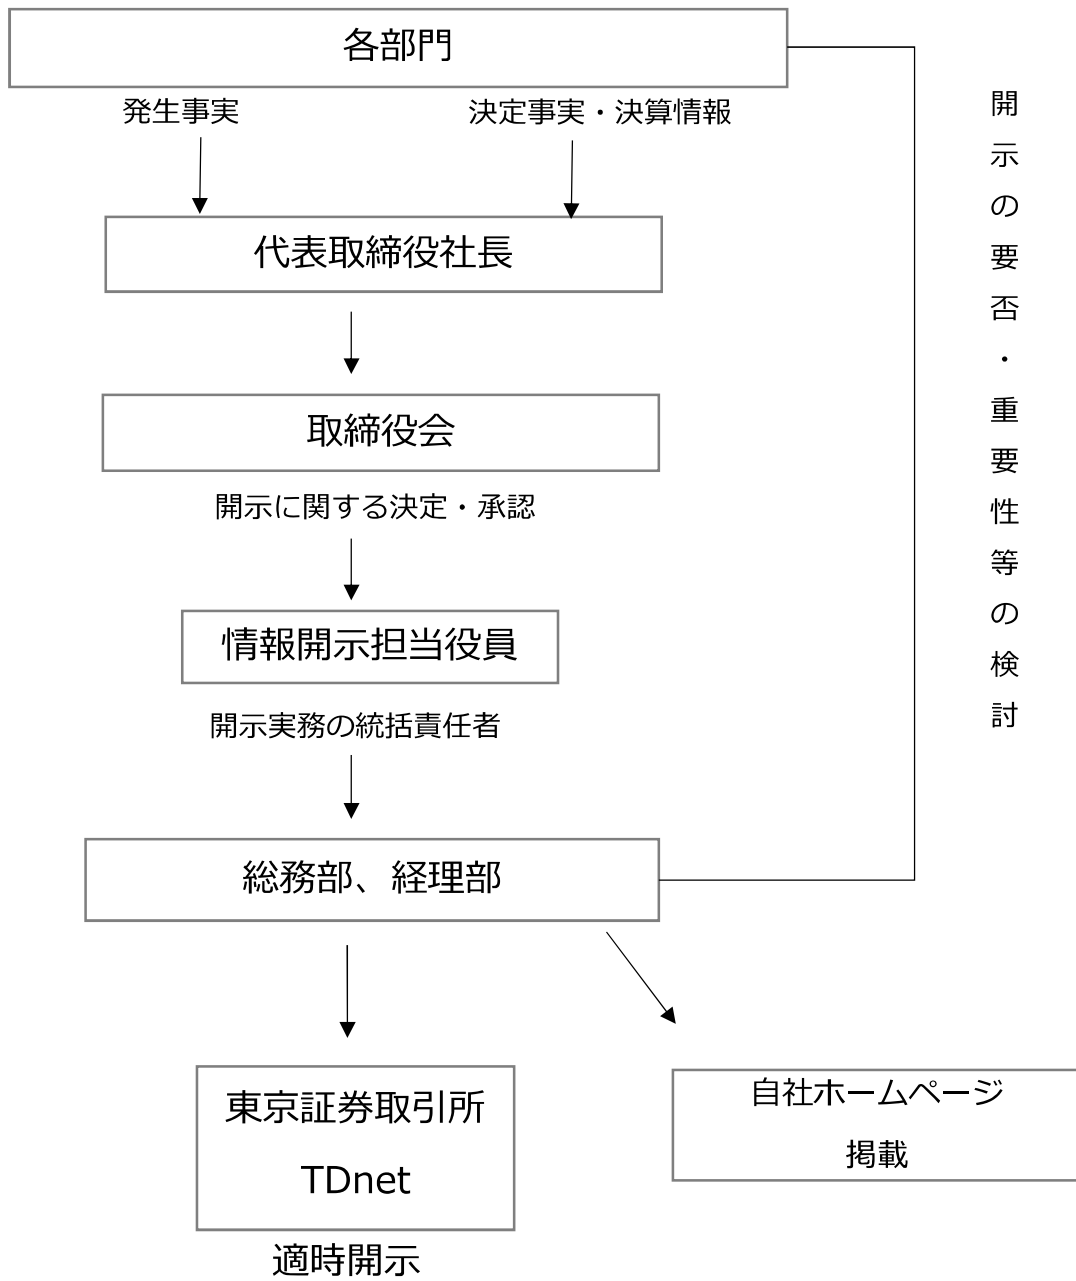 各部門
発生事実
決定事実・決算情報
代表取締役社長
取締役会
開示に関する決定・承認
情報開示担当役員
開示実務の統括責任者
総務部、経理部
開示の要否・重要性等の検討
東京証券取引所
TDnet
適時開示
自社ホームページ
掲載